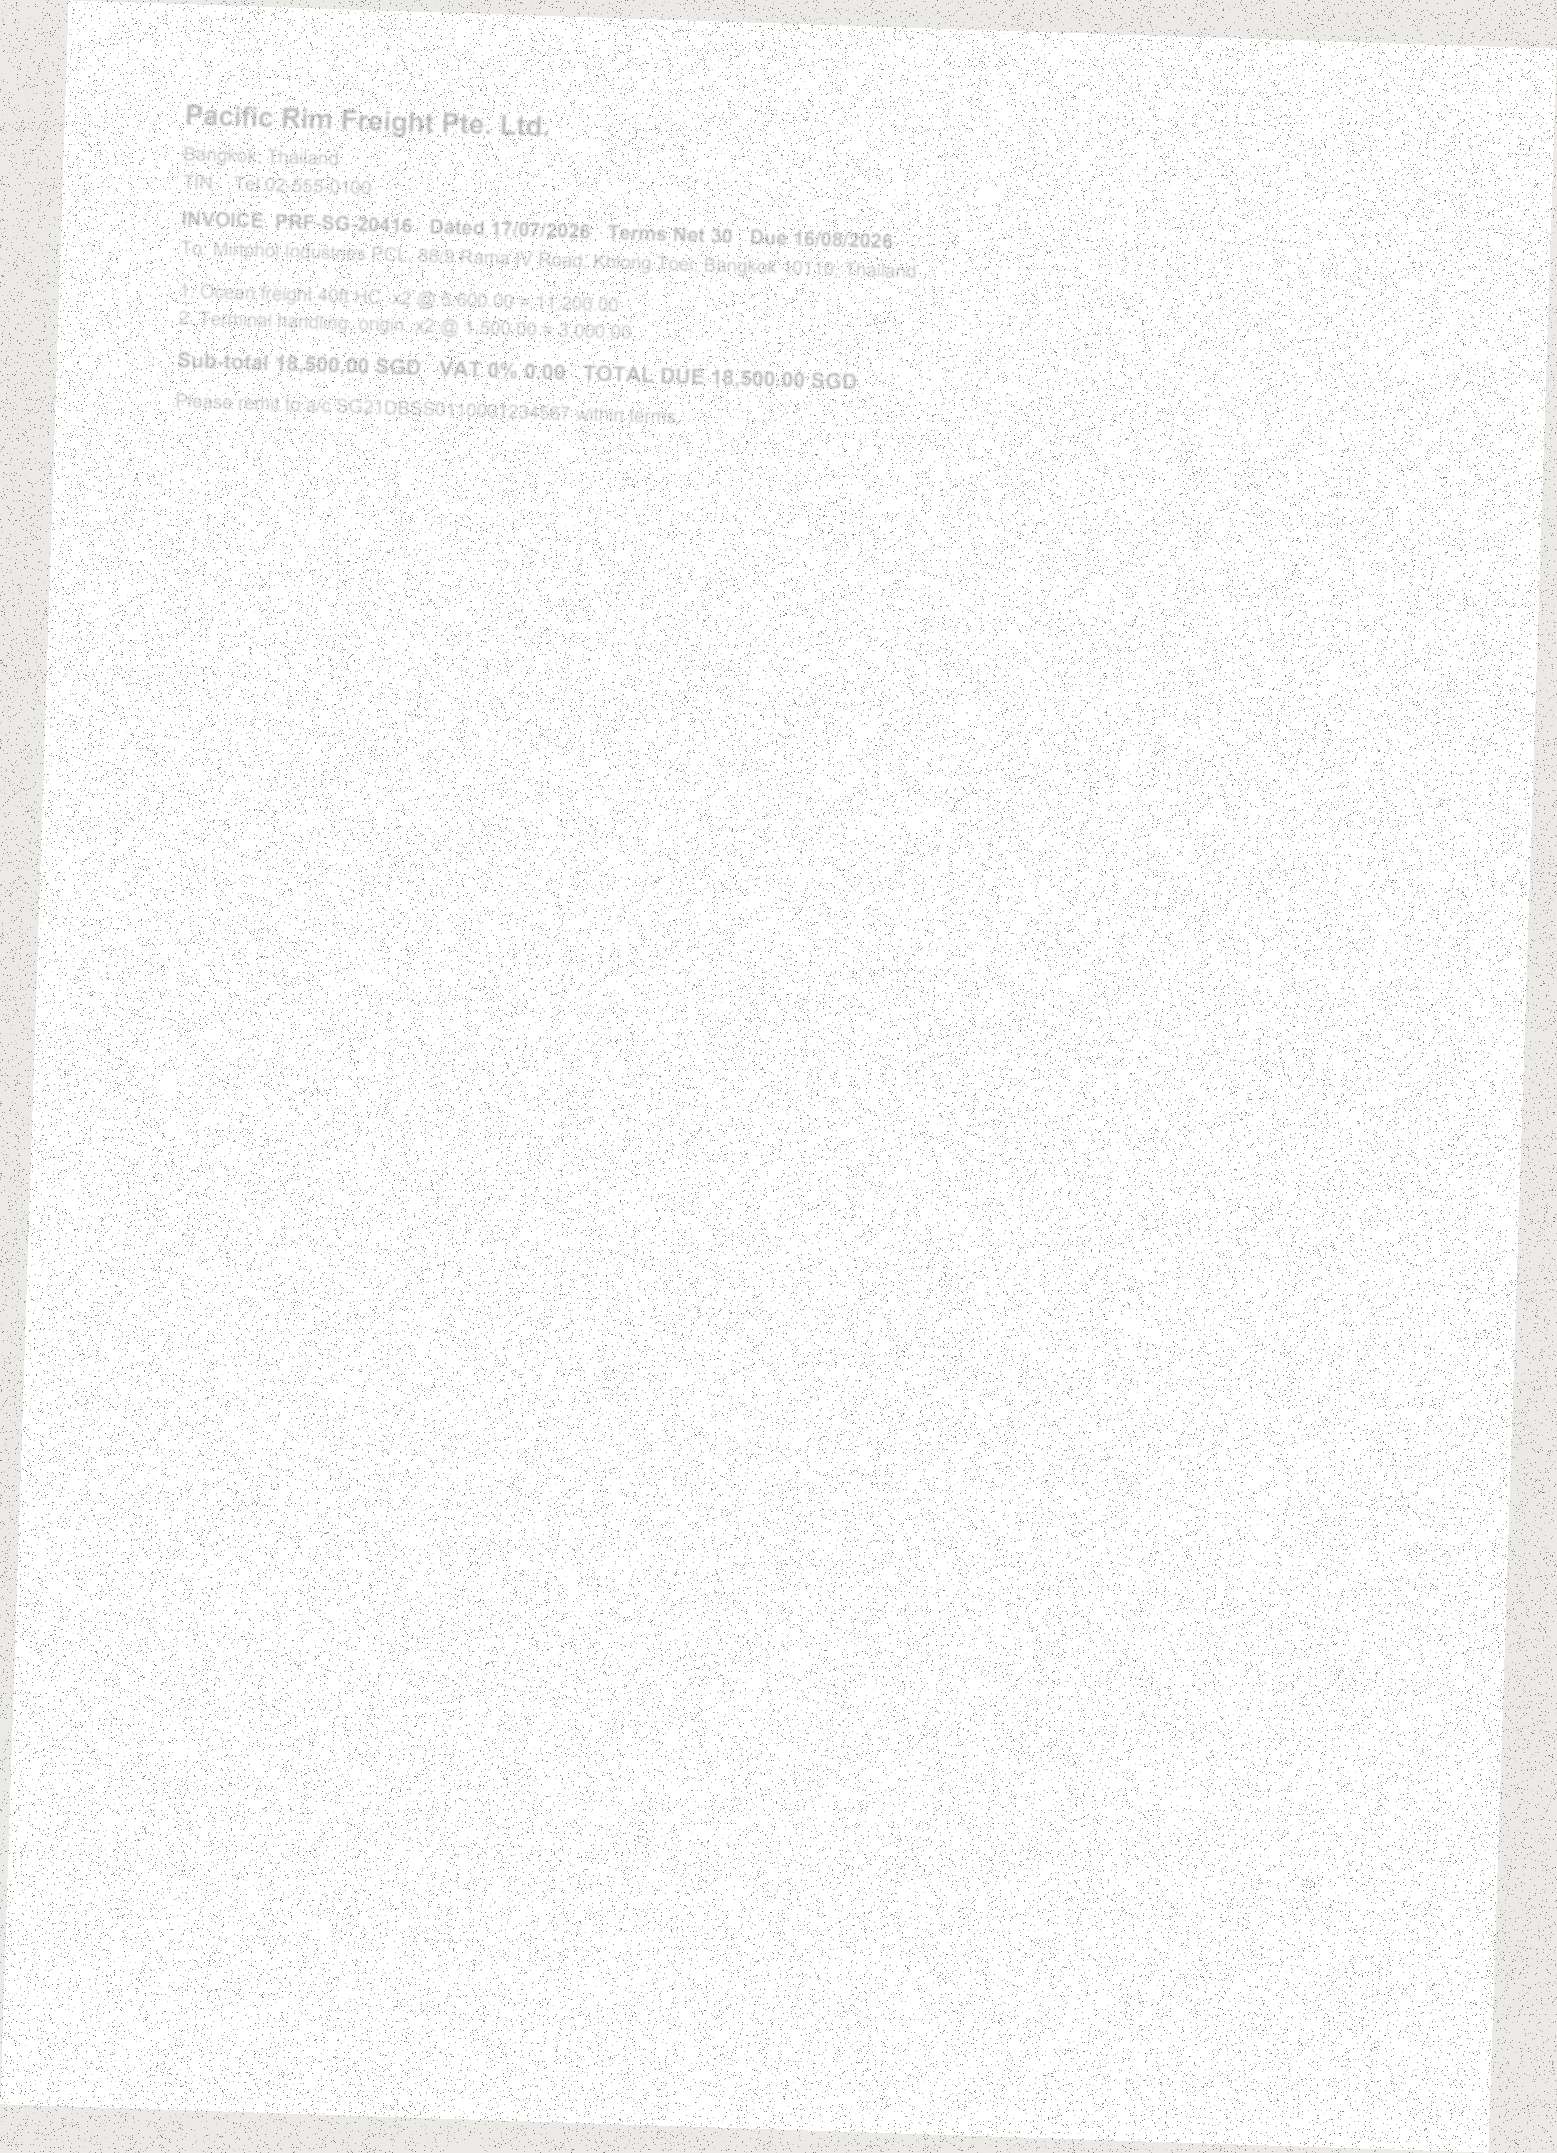 Pacific Rim Freight Pte. Ltd.
Bangkok, Thailand
TIN Tel 02-555-0100
INVOICE PRF-SG-20416 Dated 17/07/2026 Terms Net 30 Due 16/08/2026
To: Mitrphol Industries PCL, 88/9 Rama IV Road, Khlong Toei, Bangkok 10110, Thailand
1. Ocean freight 40ft HC x2 @ 5,600.00 = 11,200.00
2. Terminal handling, origin x2 @ 1,500.00 = 3,000.00
Sub-total 18,500.00 SGD VAT 0% 0.00 TOTAL DUE 18,500.00 SGD
Please remit to a/c within terms.